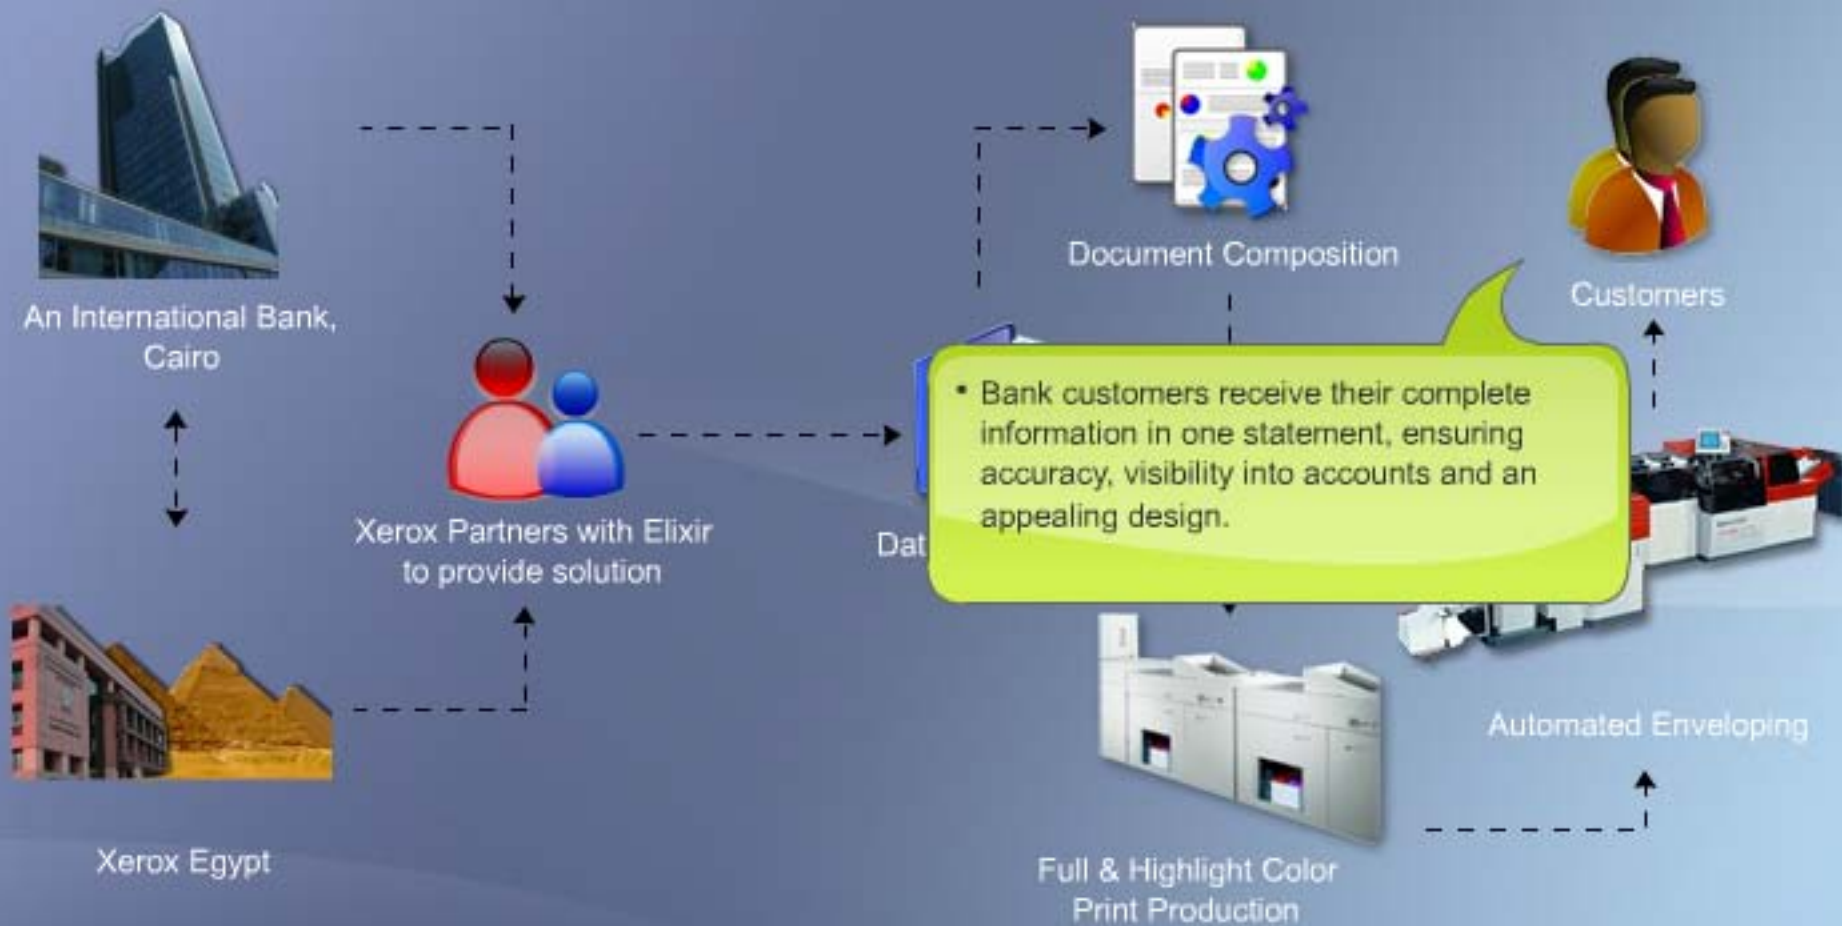 An International Bank,
Cairo
Xerox Egypt
Xerox Partners with Elixir
to provide solution
Dat
Document Composition
Customers
• Bank customers receive their complete
information in one statement, ensuring
accuracy, visibility into accounts and an
appealing design.
Full & Highlight Color
Print Production
Automated Enveloping